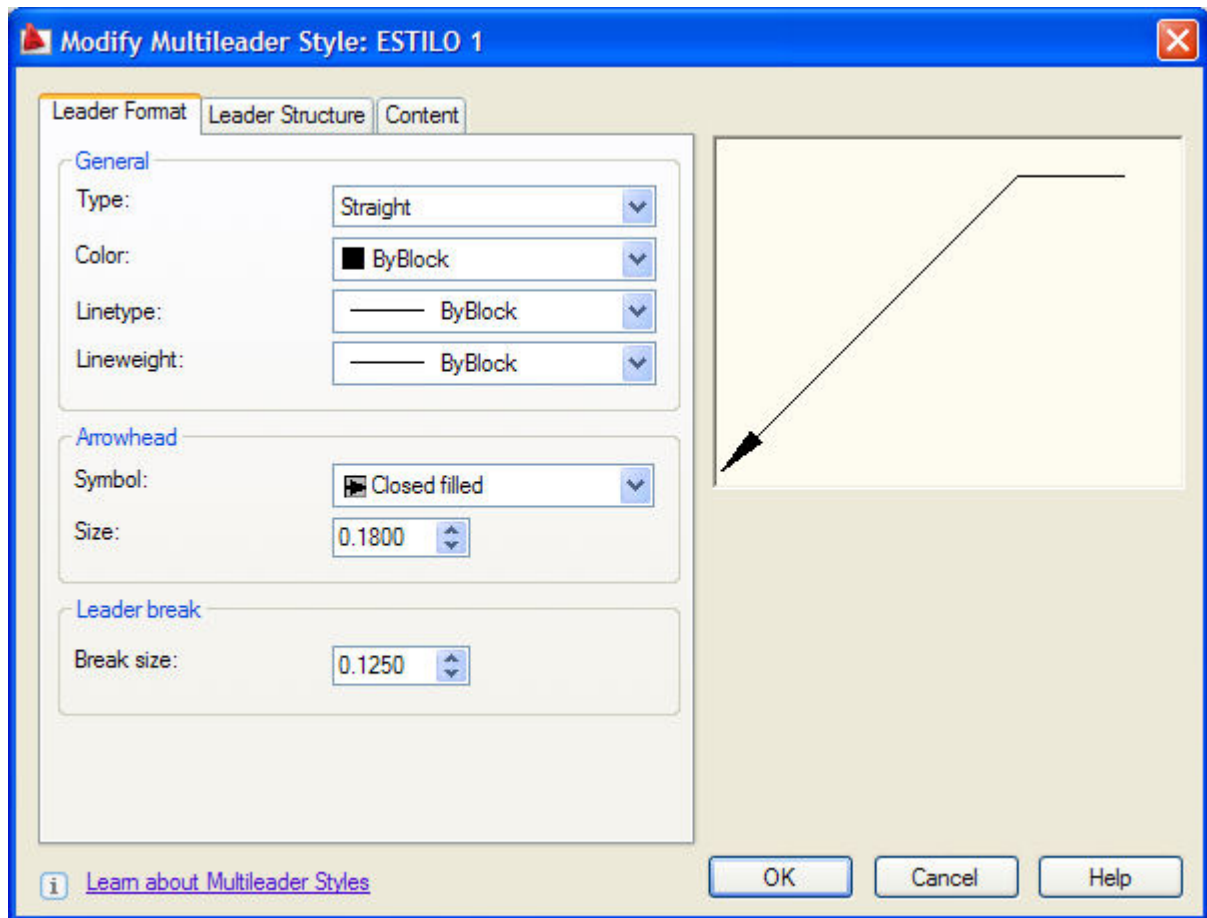 Modify Multileader Style: ESTILO 1
Leader Format Leader Structure Content
General
Type: Straight
Color: ByBlock
Linetype: ByBlock
Lineweight: ByBlock
Arrowhead
Symbol: Closed filled
Size: 0.1800
Leader break
Break size: 0.1250
Learn about Multileader Styles OK Cancel Help